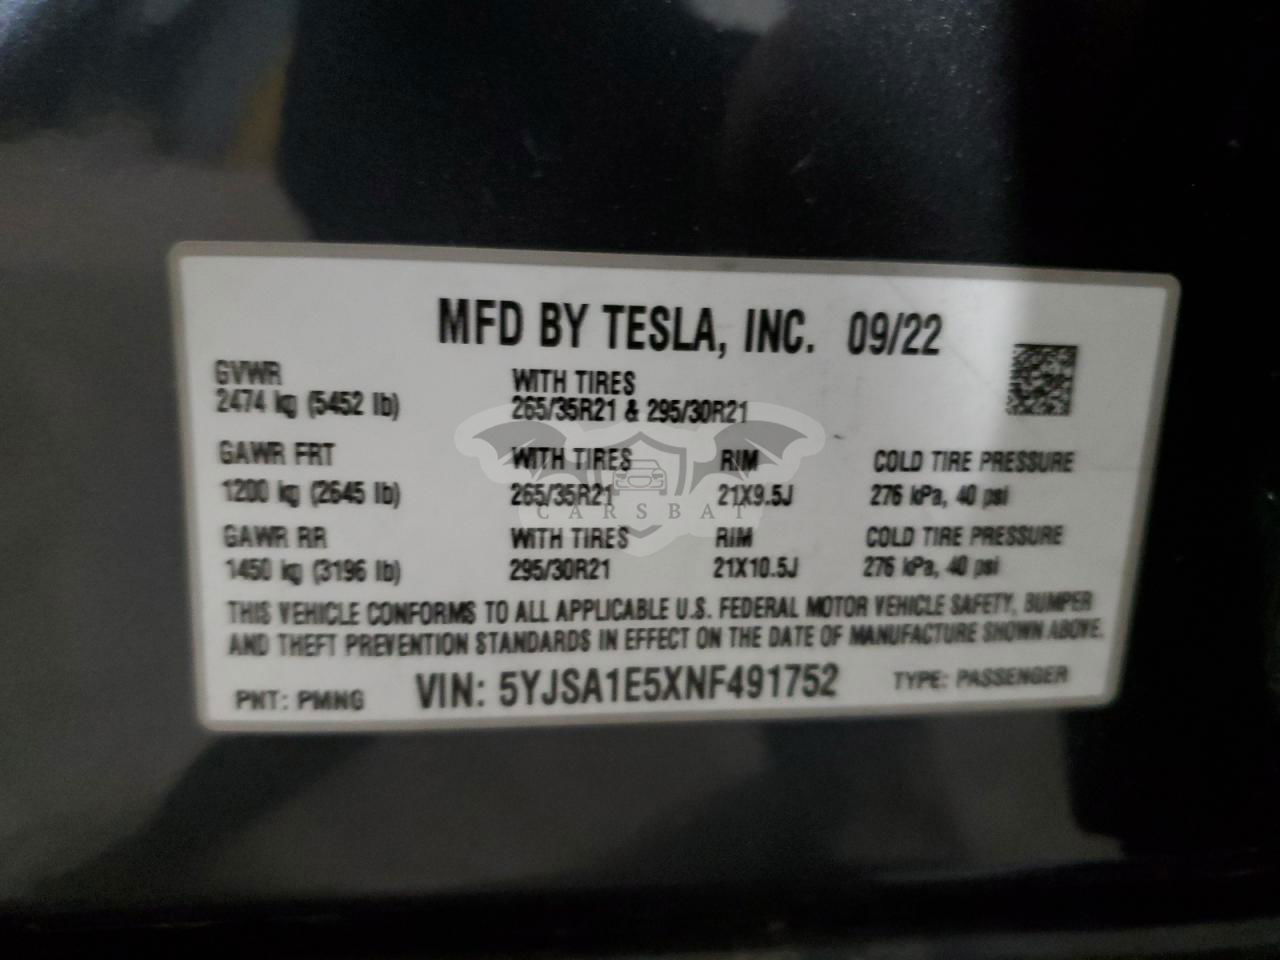 MFD BY TESLA, INC. 09/22
GVWR WITH TIRES
2474 kg (5452 lb) 265/35R21 & 295/30R21
GAWR FRT WITH TIRES RIM COLD TIRE PRESSURE
1200 kg (2645 lb) 265/35R21 21X9.5J 276 kPa, 40 psi
CARSBAT
GAWR RR WITH TIRES RIM COLD TIRE PRESSURE
1450 kg (3196 lb) 295/30R21 21X10.5J 276 kPa, 40 psi
THIS VEHICLE CONFORMS TO ALL APPLICABLE U.S. FEDERAL MOTOR VEHICLE SAFETY, BUMPER
AND THEFT PREVENTION STANDARDS IN EFFECT ON THE DATE OF MANUFACTURE SHOWN ABOVE.
PNT: PMNG VIN: 5YJSA1E5XNF491752 TYPE: PASSENGER